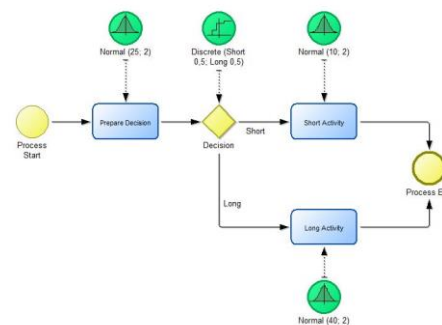 Normal (25; 2)
Discrete (Short
0,5; Long 0,5)
Normal (10; 2)
Prepare Decision
Short
Short Activity
Process
Start
Decision
Process E
Long
Long Activity
Normal (40; 2)